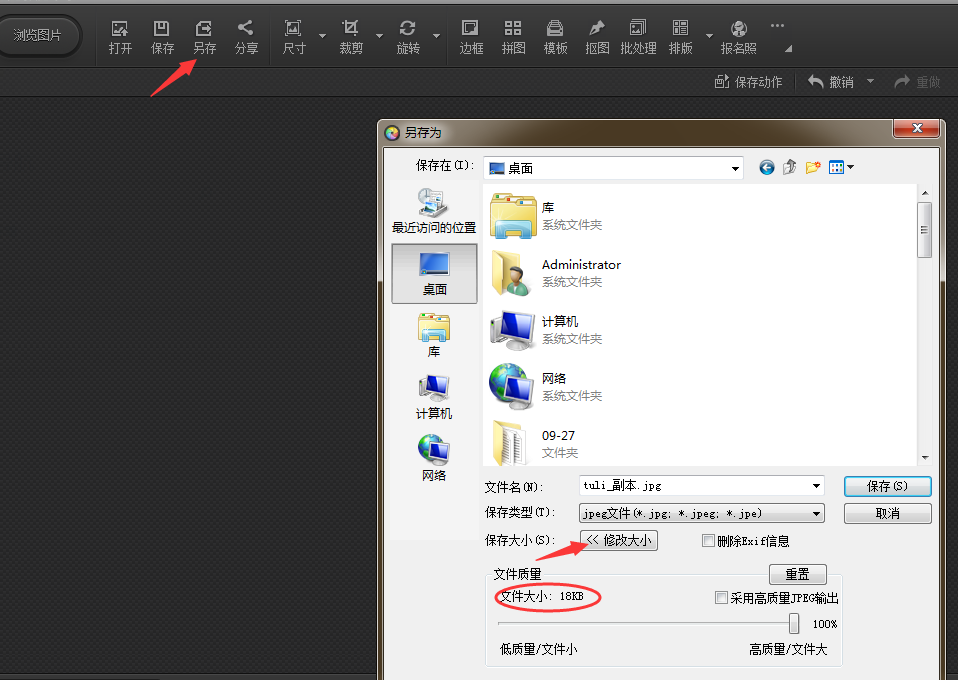 浏览图片
打开 保存 另存 分享 尺寸 裁剪 旋转 边框 拼图 模板 抠图 批处理 排版 报名照
保存动作 撤销 重做
另存为
保存在(I): 桌面
最近访问的位置
桌面
库
计算机
网络
库
系统文件夹
Administrator
系统文件夹
计算机
系统文件夹
网络
系统文件夹
09-27
文件夹
文件名(N): tuli_副本.jpg 保存(S)
保存类型(T): jpeg文件(*.jpg; *.jpeg; *.jpe) 取消
保存大小(S): << 修改大小 删除Exif信息
文件质量 重置
文件大小: 18KB 采用高质量JPEG输出
100%
低质量/文件小 高质量/文件大